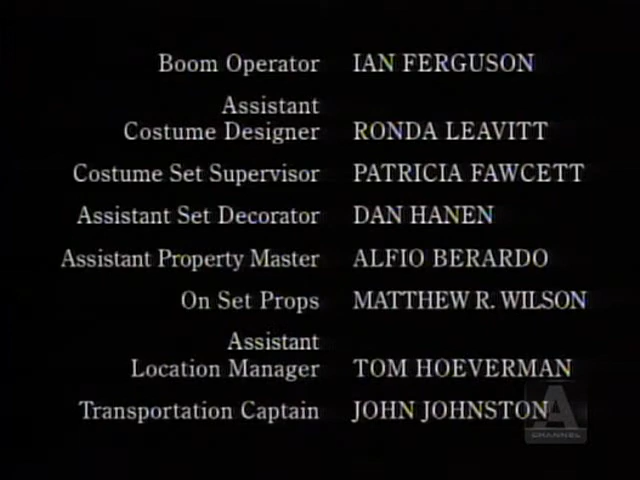 Boom Operator IAN FERGUSON
Assistant
Costume Designer RONDA LEAVITT
Costume Set Supervisor PATRICIA FAWCETT
Assistant Set Decorator DAN HANEN
Assistant Property Master ALFIO BERARDO
On Set Props MATTHEW R. WILSON
Assistant
Location Manager TOM HOEVERMAN
Transportation Captain JOHN JOHNSTON
A
CHANNEL